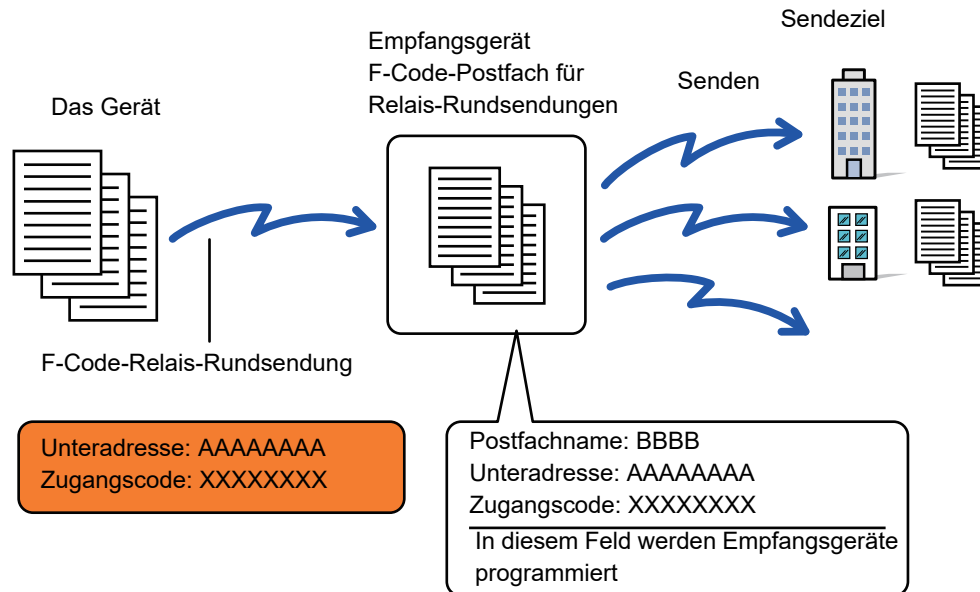 Sendeziel
Empfangsgerät
F-Code-Postfach für
Relais-Rundsendungen
Senden
Das Gerät
F-Code-Relais-Rundsendung
Unteradresse: AAAAAAAA
Zugangscode: XXXXXXXX
Postfachname: BBBB
Unteradresse: AAAAAAAA
Zugangscode: XXXXXXXX
In diesem Feld werden Empfangsgeräte
programmiert